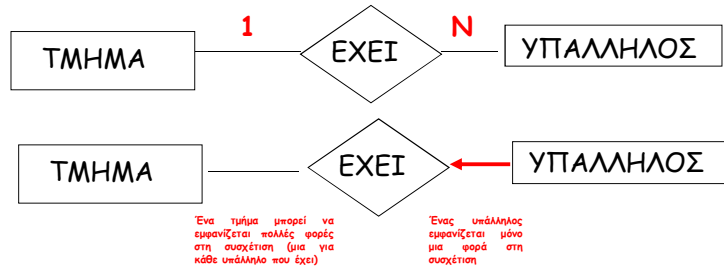 1 N
ΤΜΗΜΑ ΕΧΕΙ ΥΠΑΛΛΗΛΟΣ
ΤΜΗΜΑ ΕΧΕΙ ΥΠΑΛΛΗΛΟΣ
Ένα τμήμα μπορεί να
εμφανίζεται πολλές φορές
στη συσχέτιση (μια για
κάθε υπάλληλο που έχει)
Ένας υπάλληλος
εμφανίζεται μόνο
μια φορά στη
συσχέτιση